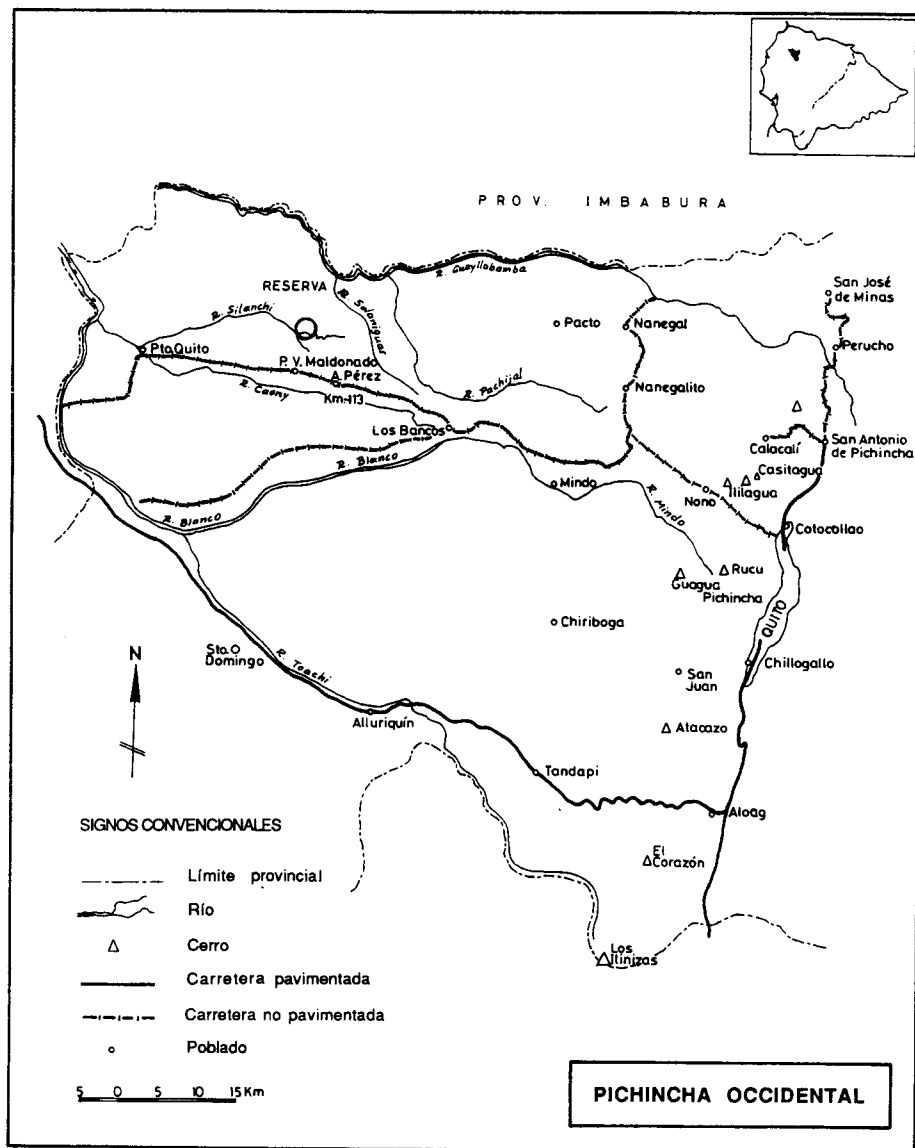 PROV. IMBABURA
R. Guayllabamba
RESERVA
R. Silanchi
San José
de Minas
Pacto
Nanegal
Perucho
Pto. Quito
P. V. Maldonado
Pérez
Km-113
R. Caony
R. Pachijal
Nanegalito
Los Bancos
Calacalí
San Antonio
de Pichincha
Casitagua
Ililagua
R. Blanco
Mindo
Nono
R. Blanco
R. Mindo
Cotocollao
Rucu
Guagua
Pichincha
Chiriboga
QUITO
N
Sto.
Domingo
R. Toachi
San
Juan
Chillogallo
Alluriquín
Atacazo
Tandapi
Aloag
SIGNOS CONVENCIONALES
El
Corazón
Límite provincial
Río
Cerro
Los
Ilinizas
Carretera pavimentada
Carretera no pavimentada
Poblado
5 0 5 10 15 Km
PICHINCHA OCCIDENTAL